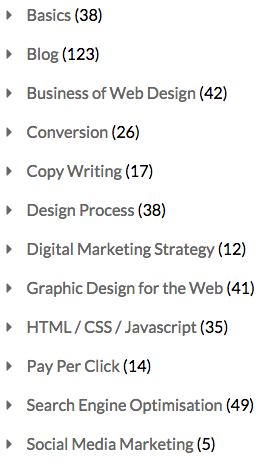 Basics (38)
Blog (123)
Business of Web Design (42)
Conversion (26)
Copy Writing (17)
Design Process (38)
Digital Marketing Strategy (12)
Graphic Design for the Web (41)
HTML / CSS / Javascript (35)
Pay Per Click (14)
Search Engine Optimisation (49)
Social Media Marketing (5)